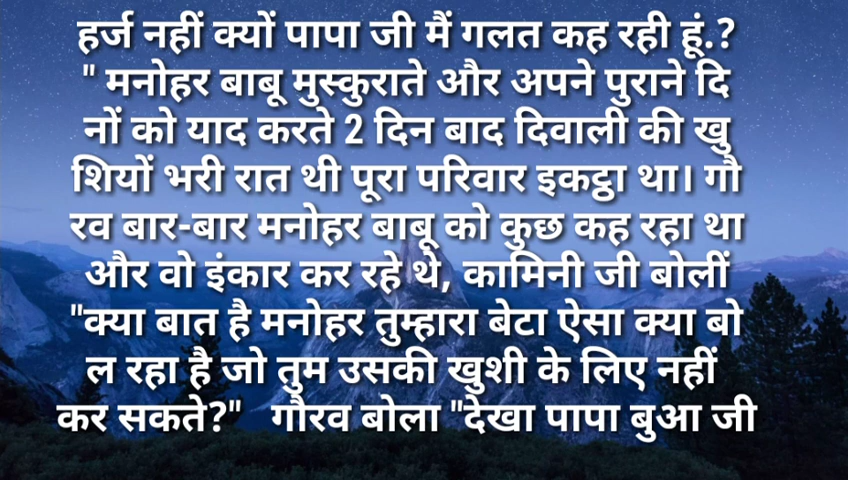 हर्ज नहीं क्यों पापा जी मैं गलत कह रही हूं.?
" मनोहर बाबू मुस्कुराते और अपने पुराने दि
नों को याद करते 2 दिन बाद दिवाली की खु
शियों भरी रात थी पूरा परिवार इकट्ठा था। गौ
रव बार-बार मनोहर बाबू को कुछ कह रहा था
और वो इंकार कर रहे थे, कामिनी जी बोलीं
"क्या बात है मनोहर तुम्हारा बेटा ऐसा क्या बो
ल रहा है जो तुम उसकी खुशी के लिए नहीं
कर सकते?" गौरव बोला "देखा पापा बुआ जी